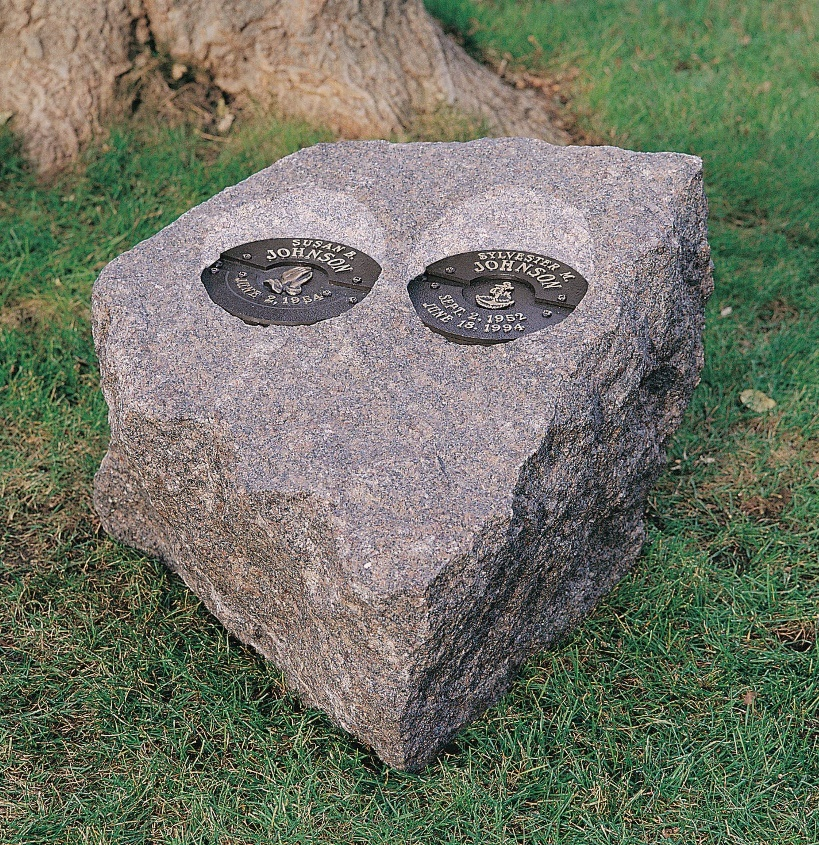 SUSAN B.
JOHNSON
JUNE 2, 1954
SYLVESTER M.
JOHNSON
SEPT. 2, 1952
JUNE 18, 1994